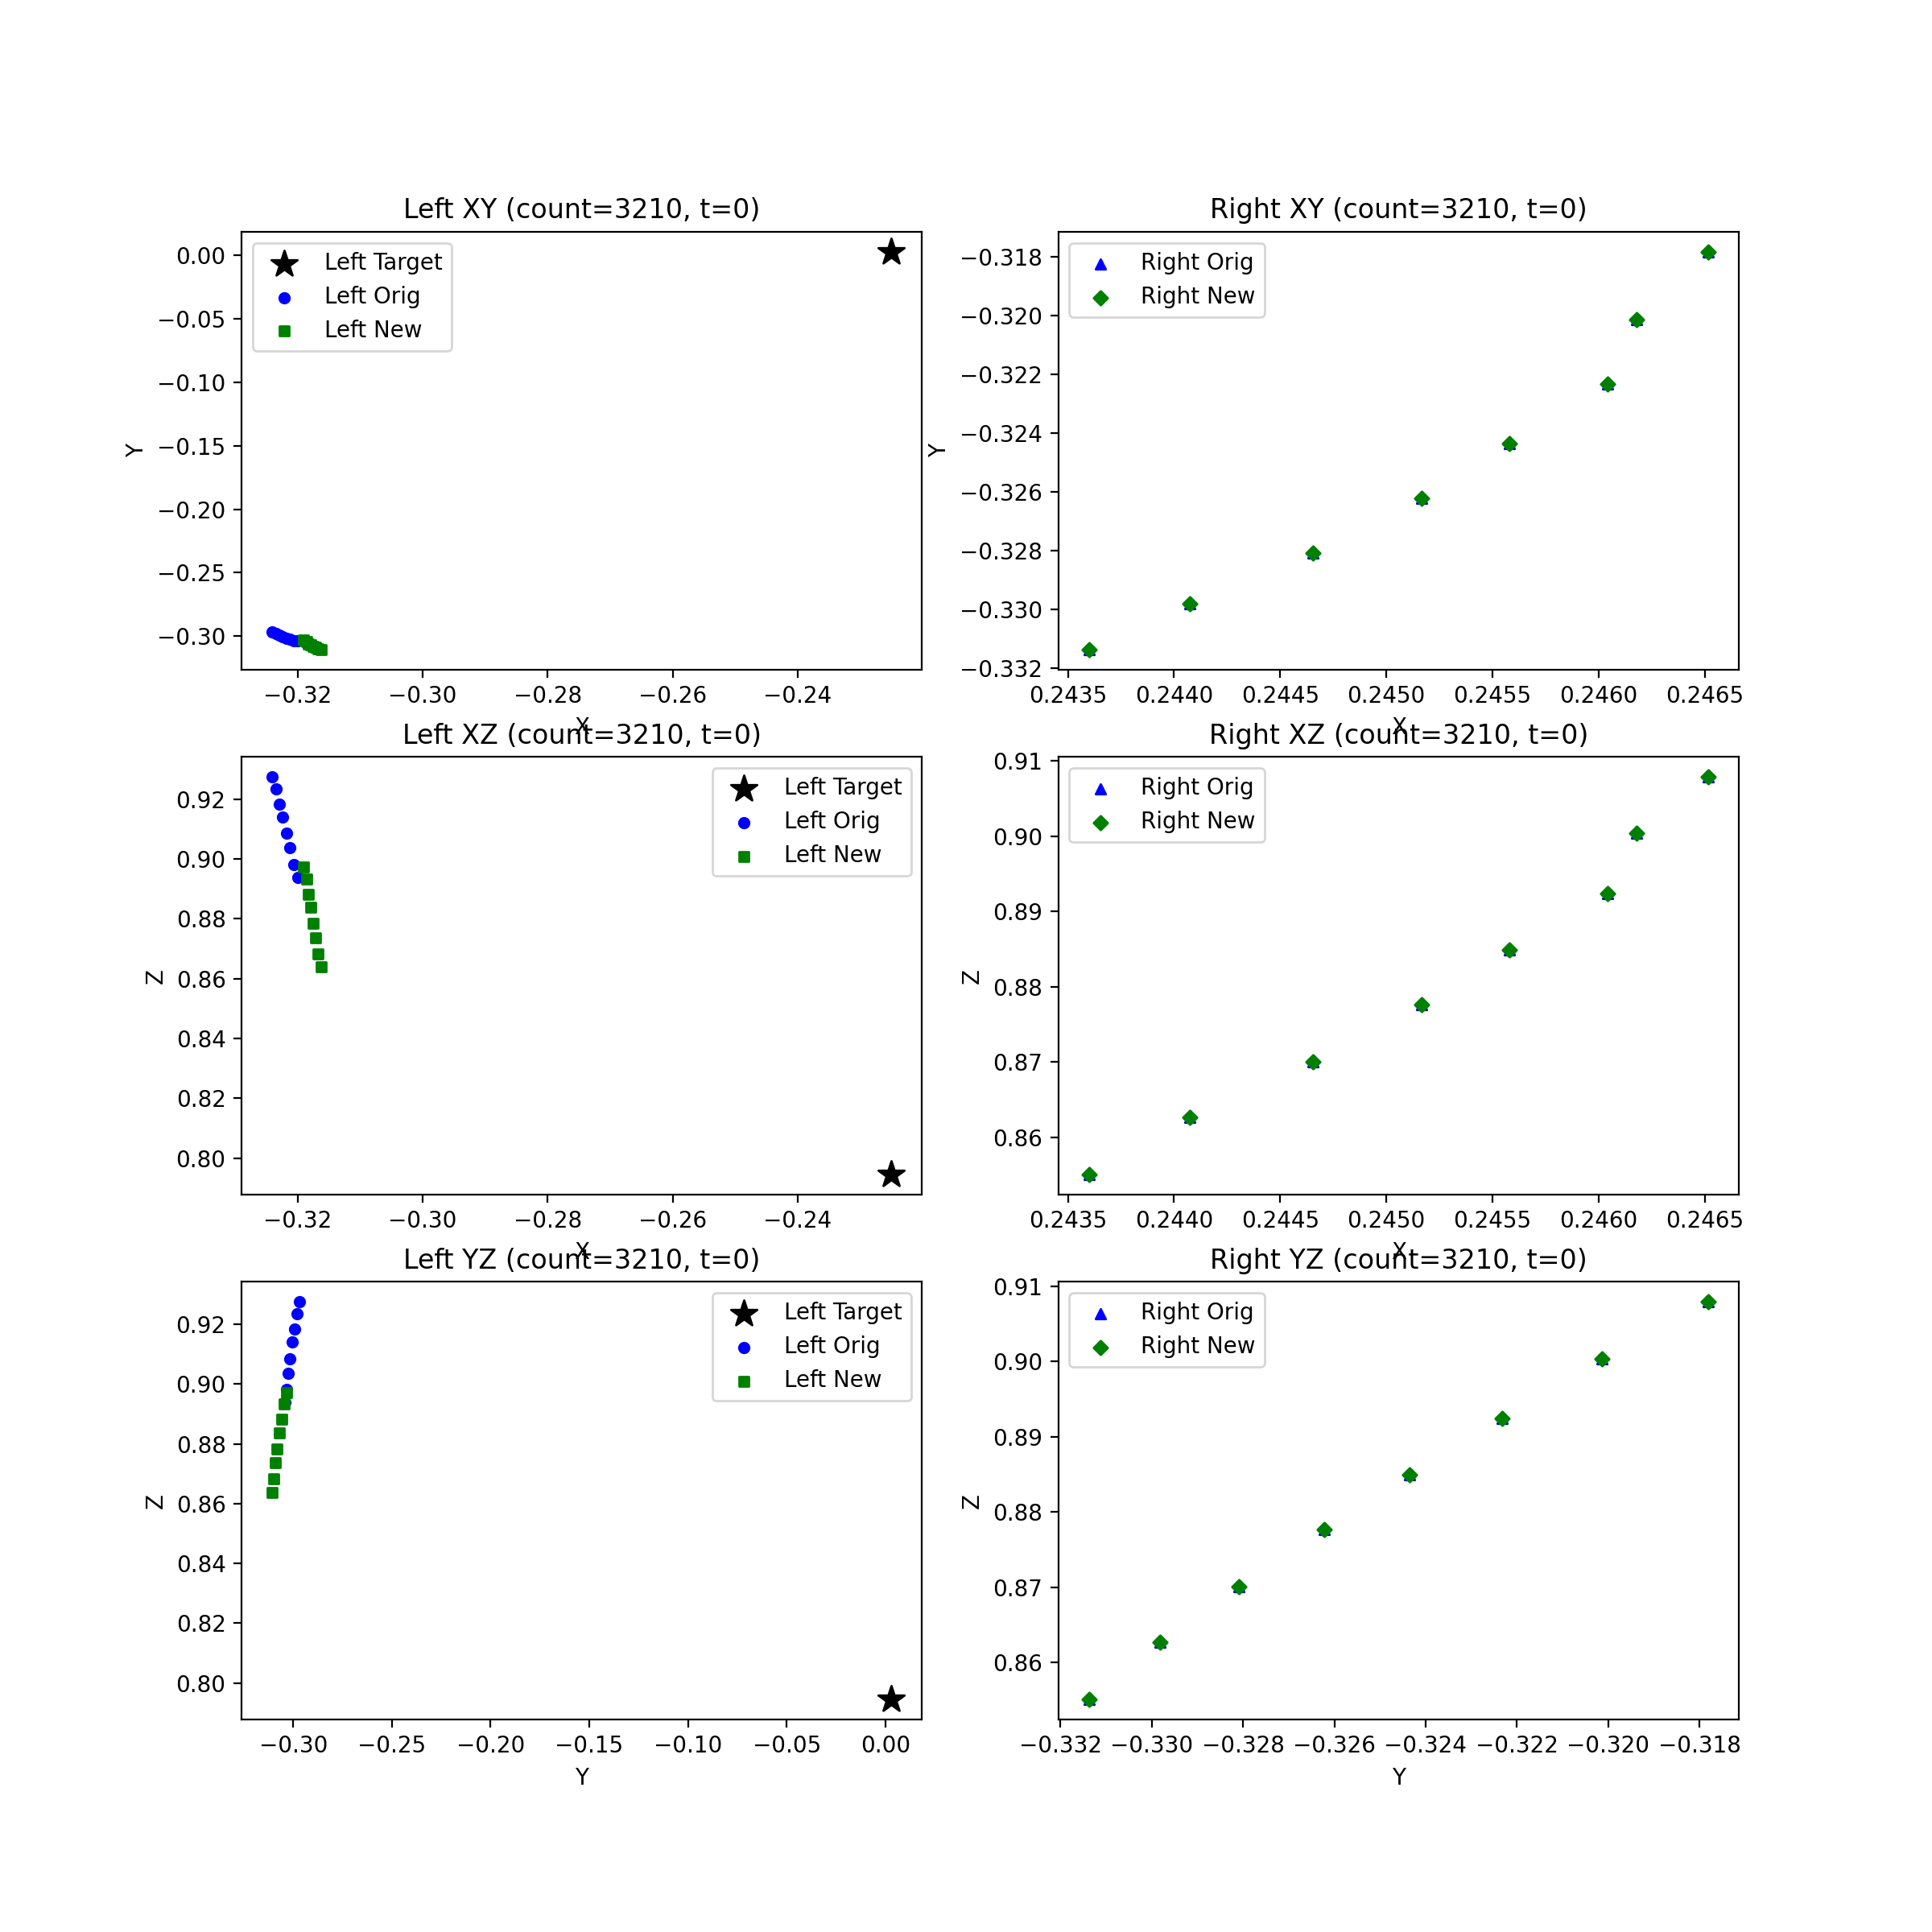 Left XY (count=3210, t=0)
Left Target
Left Orig
Left New
Y
0.00
−0.05
−0.10
−0.15
−0.20
−0.25
−0.30
−0.32
−0.30
−0.28
−0.26
−0.24
X
Right XY (count=3210, t=0)
Right Orig
Right New
Y
−0.318
−0.320
−0.322
−0.324
−0.326
−0.328
−0.330
−0.332
0.2435
0.2440
0.2445
0.2450
0.2455
0.2460
0.2465
X
Left XZ (count=3210, t=0)
Left Target
Left Orig
Left New
Z
0.92
0.90
0.88
0.86
0.84
0.82
0.80
−0.32
−0.30
−0.28
−0.26
−0.24
X
Right XZ (count=3210, t=0)
Right Orig
Right New
Z
0.91
0.90
0.89
0.88
0.87
0.86
0.2435
0.2440
0.2445
0.2450
0.2455
0.2460
0.2465
X
Left YZ (count=3210, t=0)
Left Target
Left Orig
Left New
Z
0.92
0.90
0.88
0.86
0.84
0.82
0.80
−0.30
−0.25
−0.20
−0.15
−0.10
−0.05
0.00
Y
Right YZ (count=3210, t=0)
Right Orig
Right New
Z
0.91
0.90
0.89
0.88
0.87
0.86
−0.332
−0.330
−0.328
−0.326
−0.324
−0.322
−0.320
−0.318
Y